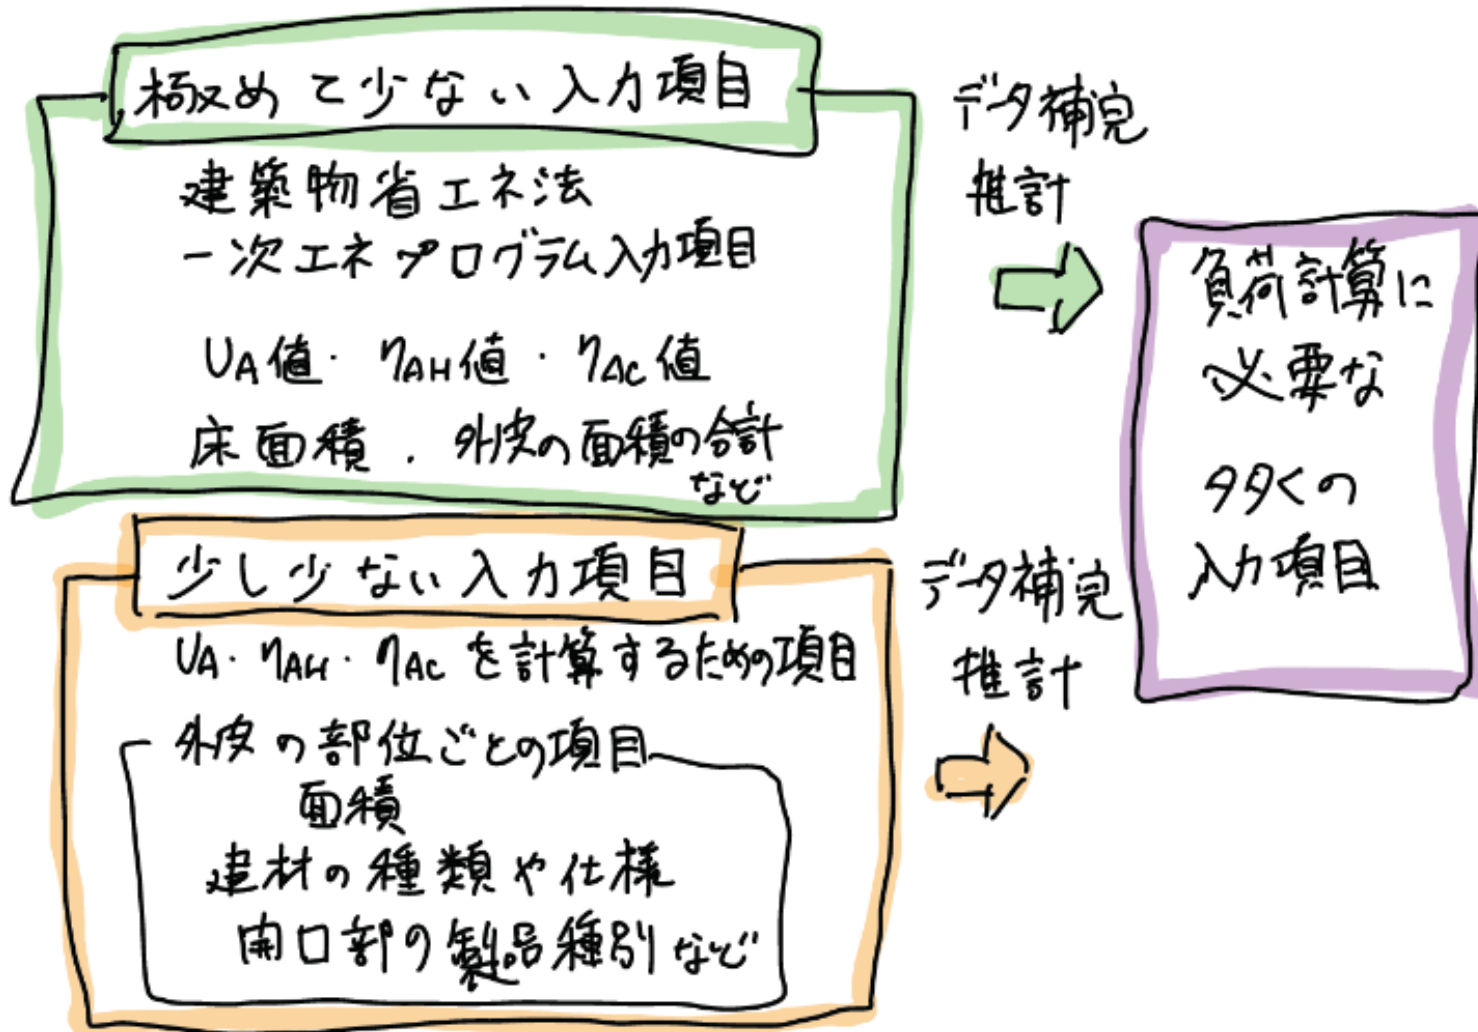 極めて少ない入力項目
建築物省エネ法
一次エネプログラム入力項目
UA値・ηAH値・ηAC値
床面積．外皮の面積の合計
など
データ補完
推計
少し少ない入力項目
UA・ηAH・ηACを計算するための項目
外皮の部位ごとの項目
面積
建材の種類や仕様
開口部の製品種別など
データ補完
推計
負荷計算に
必要な
多くの
入力項目